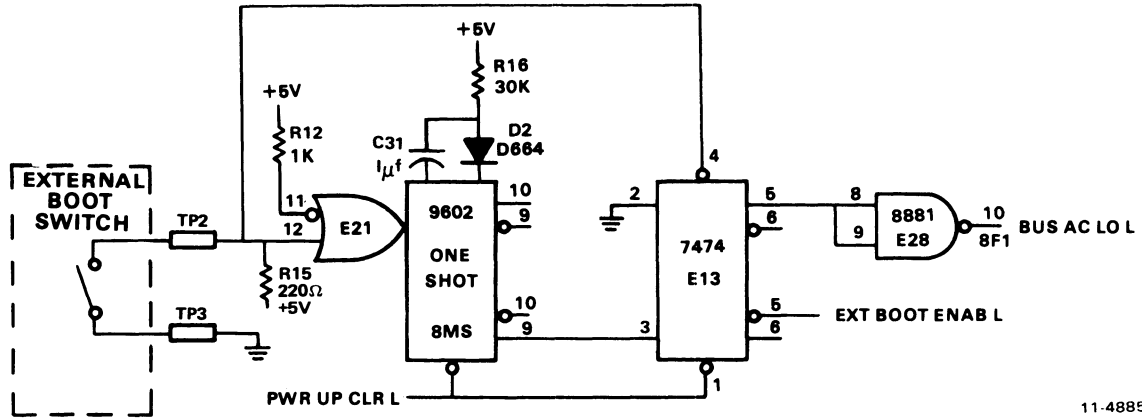 +5V
R16
30K
+5V
R12
1K
C31
1μf
D2
D664
4
EXTERNAL
BOOT
SWITCH
TP2
11
12
E21
9602
10
9
2
5
6
8
9
8881
E28
10
8F1
BUS AC LO L
ONE
SHOT
7474
E13
R15
220Ω
+5V
TP3
10
9
8MS
3
5
6
EXT BOOT ENAB L
PWR UP CLR L
1
11-4885